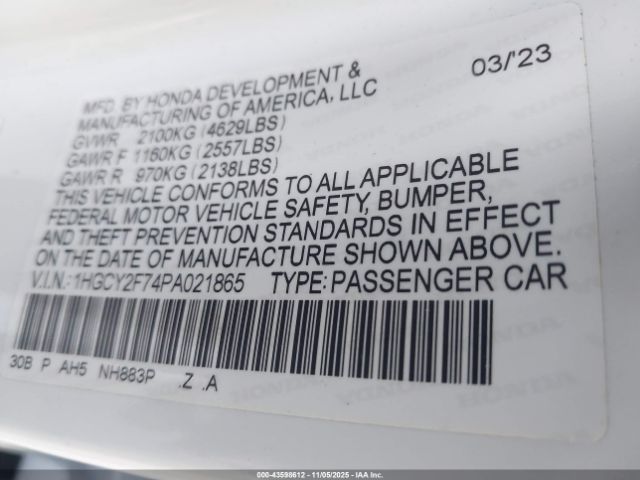 03/'23
MFD. BY HONDA DEVELOPMENT &
MANUFACTURING OF AMERICA, LLC
GVWR 2100KG (4629LBS)
GAWR F 1160KG (2557LBS)
GAWR R 970KG (2138LBS)
THIS VEHICLE CONFORMS TO ALL APPLICABLE
FEDERAL MOTOR VEHICLE SAFETY, BUMPER,
AND THEFT PREVENTION STANDARDS IN EFFECT
ON THE DATE OF MANUFACTURE SHOWN ABOVE.
V.I.N.: 1HGCY2F74PA021865 TYPE: PASSENGER CAR
30B P AH5 NH883P .Z .A
000-43598612 - 11/05/2025 - IAA Inc.